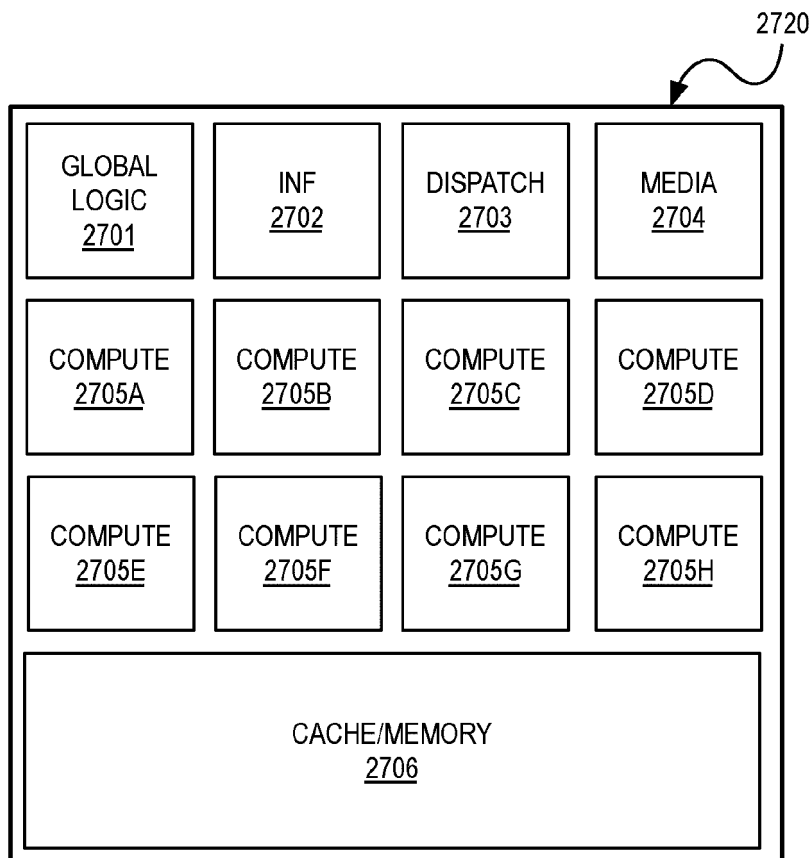 2720
GLOBAL
LOGIC
2701
INF
2702
DISPATCH
2703
MEDIA
2704
COMPUTE
2705A
COMPUTE
2705B
COMPUTE
2705C
COMPUTE
2705D
COMPUTE
2705E
COMPUTE
2705F
COMPUTE
2705G
COMPUTE
2705H
CACHE/MEMORY
2706